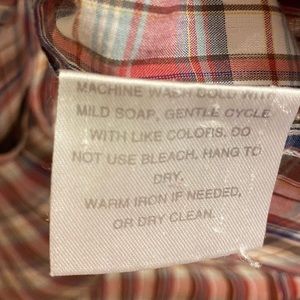 MACHINE WASH COLD WITH
MILD SOAP, GENTLE CYCLE
WITH LIKE COLORS. DO
NOT USE BLEACH. HANG TO
DRY.
WARM IRON IF NEEDED,
OR DRY CLEAN.